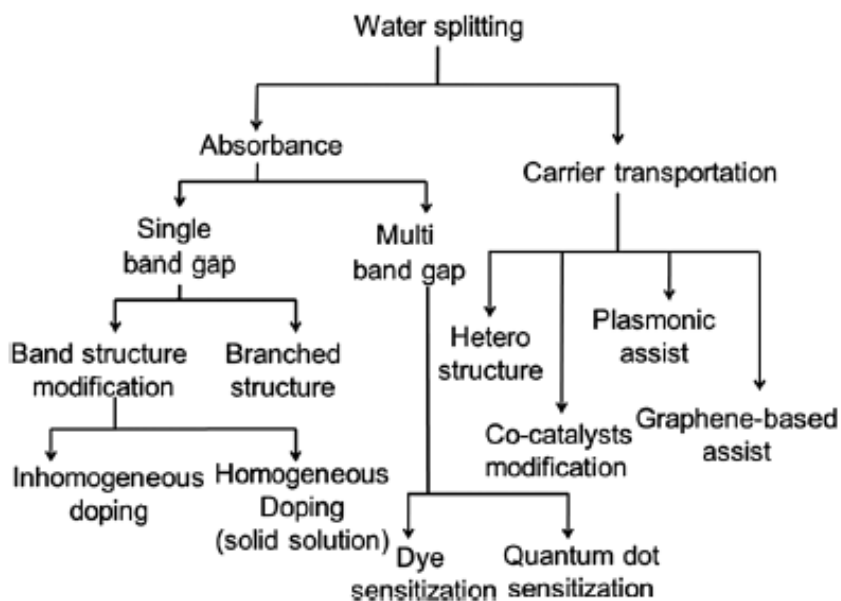 Water splitting
Absorbance
Carrier transportation
Single
band gap
Multi
band gap
Hetero
structure
Plasmonic
assist
Band structure
modification
Branched
structure
Co-catalysts
modification
Graphene-based
assist
Inhomogeneous
doping
Homogeneous
Doping
(solid solution)
Dye
sensitization
Quantum dot
sensitization